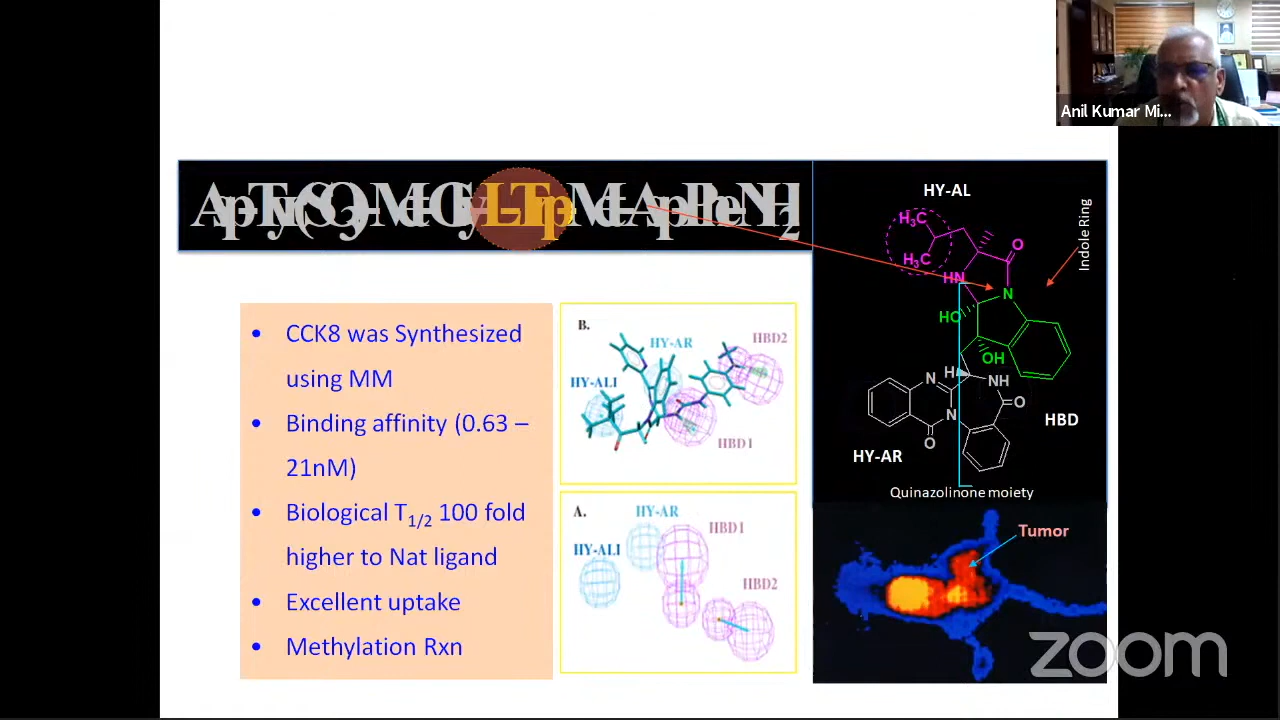 Anil Kumar Mi...
HY-AL
Indole Ring
H₃C
H₃C
O
HN
N
HO
OH
H
N
NH
N
O
O
HBD
HY-AR
Quinazolinone moiety
• CCK8 was Synthesized
using MM
• Binding affinity (0.63 –
21nM)
• Biological T1/2 100 fold
higher to Nat ligand
• Excellent uptake
• Methylation Rxn
B.
HBD2
HY-AR
HY-ALI
HBD1
A.
HY-AR
HBD1
HY-ALI
HBD2
Tumor
zoom